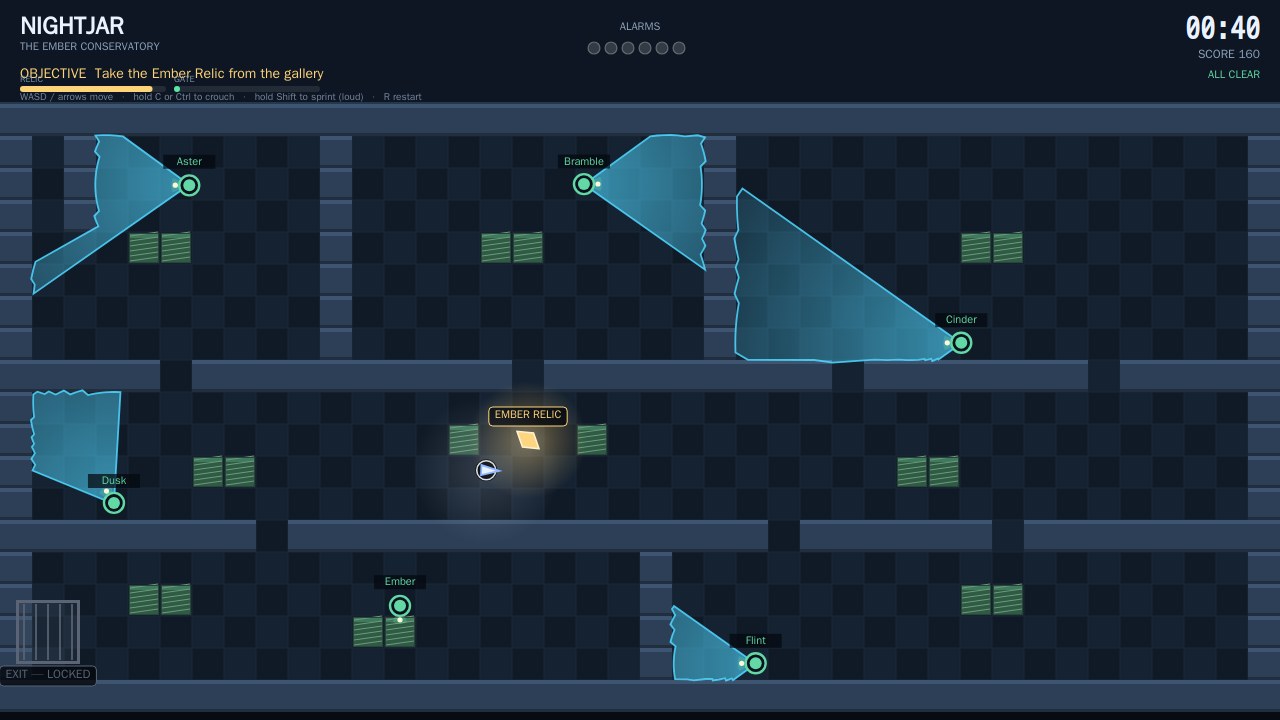 NIGHTJAR
THE EMBER CONSERVATORY
OBJECTIVE Take the Ember Relic from the gallery
RELIC
GATE
WASD / arrows move · hold C or Ctrl to crouch · hold Shift to sprint (loud) · R restart
ALARMS
00:40
SCORE 160
ALL CLEAR
Aster
Bramble
Cinder
EMBER RELIC
Dusk
Ember
Flint
EXIT — LOCKED